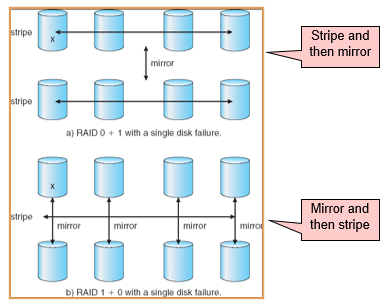 stripe
x
mirror
stripe
a) RAID 0 + 1 with a single disk failure.
Stripe and
then mirror
x
stripe
mirror
mirror
mirror
mirror
b) RAID 1 + 0 with a single disk failure.
Mirror and
then stripe